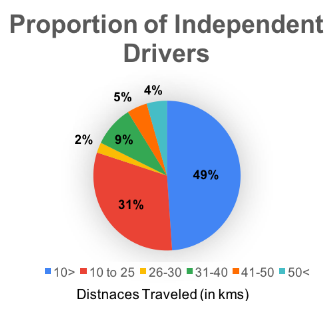 Proportion of Independent
Drivers
4%
5%
9%
2%
49%
31%
10> 10 to 25 26-30 31-40 41-50 50<
Distnaces Traveled (in kms)